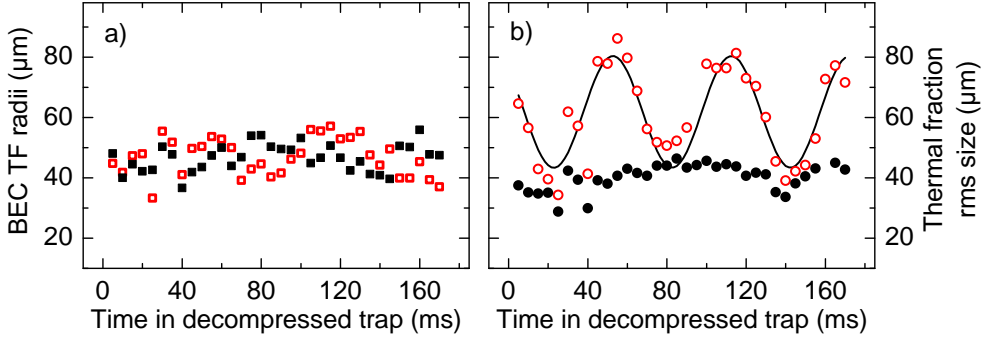 a)
b)
BEC TF radii (µm)
80
60
40
20
0 40 80 120 160
Time in decompressed trap (ms)
0 40 80 120 160
Time in decompressed trap (ms)
80
60
40
20
Thermal fraction
rms size (µm)